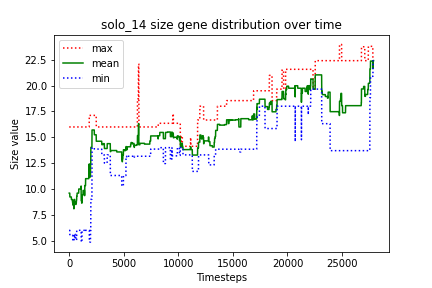 solo_14 size gene distribution over time
max
mean
min
Size value
22.5
20.0
17.5
15.0
12.5
10.0
7.5
5.0
0
5000
10000
15000
20000
25000
Timesteps